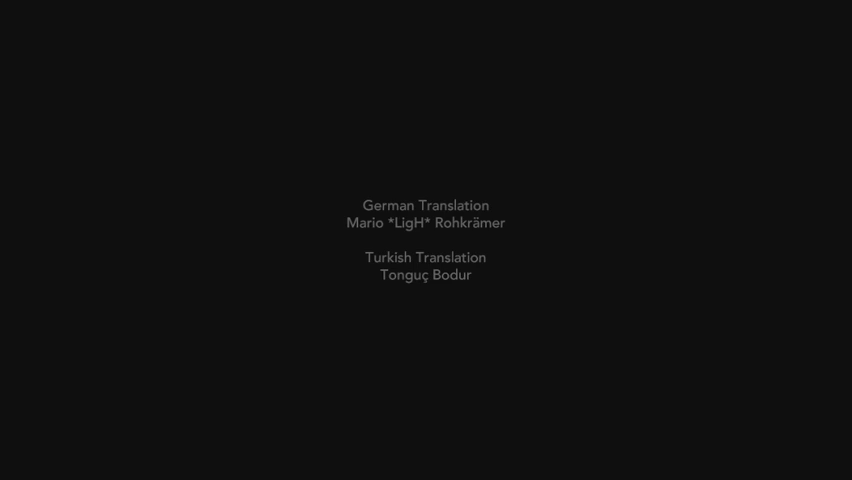 German Translation
Mario *LigH* Rohkrämer
Turkish Translation
Tonguç Bodur